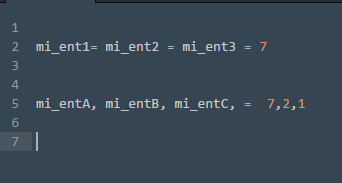 1
2 mi_ent1= mi_ent2 = mi_ent3 = 7
3
4
5 mi_entA, mi_entB, mi_entC, =  7,2,1
6
7